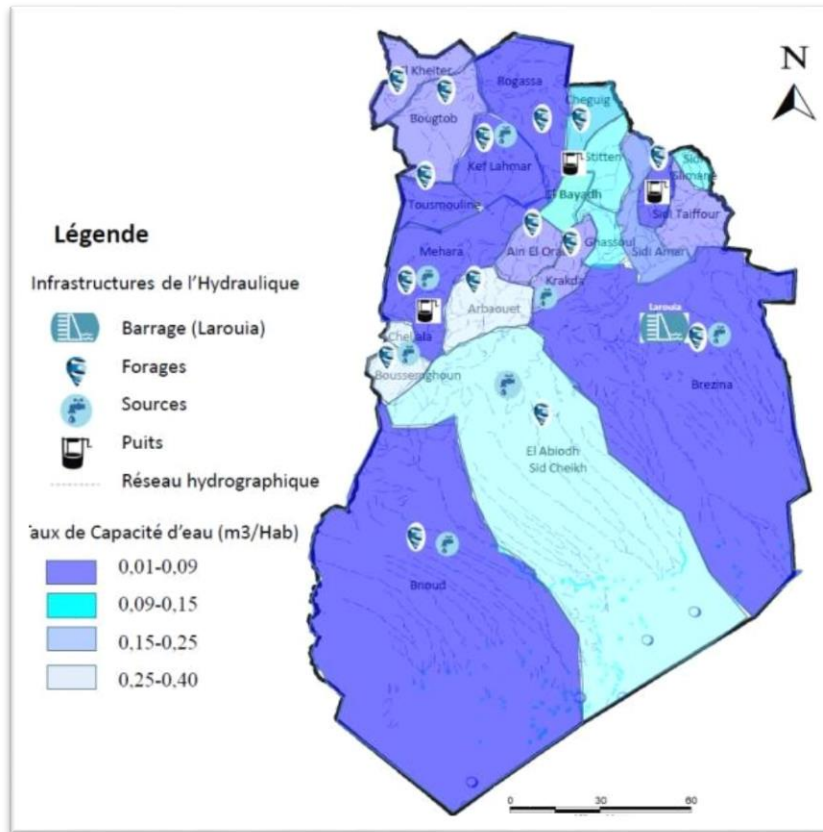 N
El Kheiter
Bougtob
Rogassa
Cheguig
Kef Lahmar
Stitten
Sidi Slimane
El Bayadh
Tousmouline
Sidi Taiffour
Mehara
Ain El Orak
Ghassoul
Sidi Amer
Krakda
Arbaouet
Larouia
Chellala
Boussemghoun
Brezina
El Abiodh
Sid Cheikh
Légende
Infrastructures de l'Hydraulique
Barrage (Larouia)
Forages
Sources
Puits
Réseau hydrographique
aux de Capacité d'eau (m3/Hab)
0,01-0,09
0,09-0,15
0,15-0,25
0,25-0,40
0 30 60